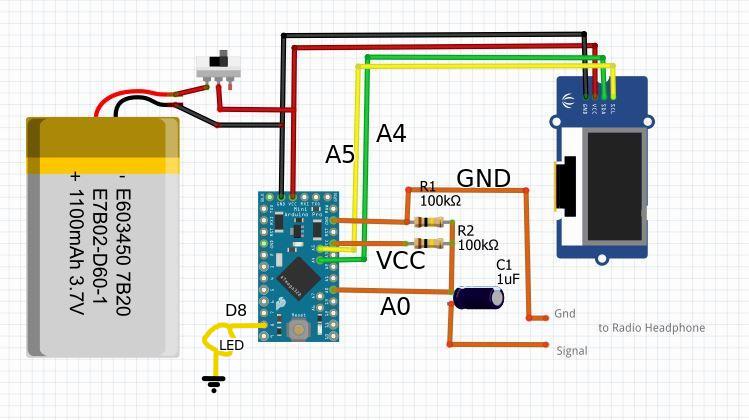 - E603450 7B20
E7B02-D60-1
+ 1100mAh 3.7V
A5
A4
R1
100kΩ
GND
R2
100kΩ
VCC
C1
1uF
A0
D8
LED
GND
VCC
SDA
SCL
Mini
Arduino Pro
Reset
Gnd
to Radio Headphone
Signal